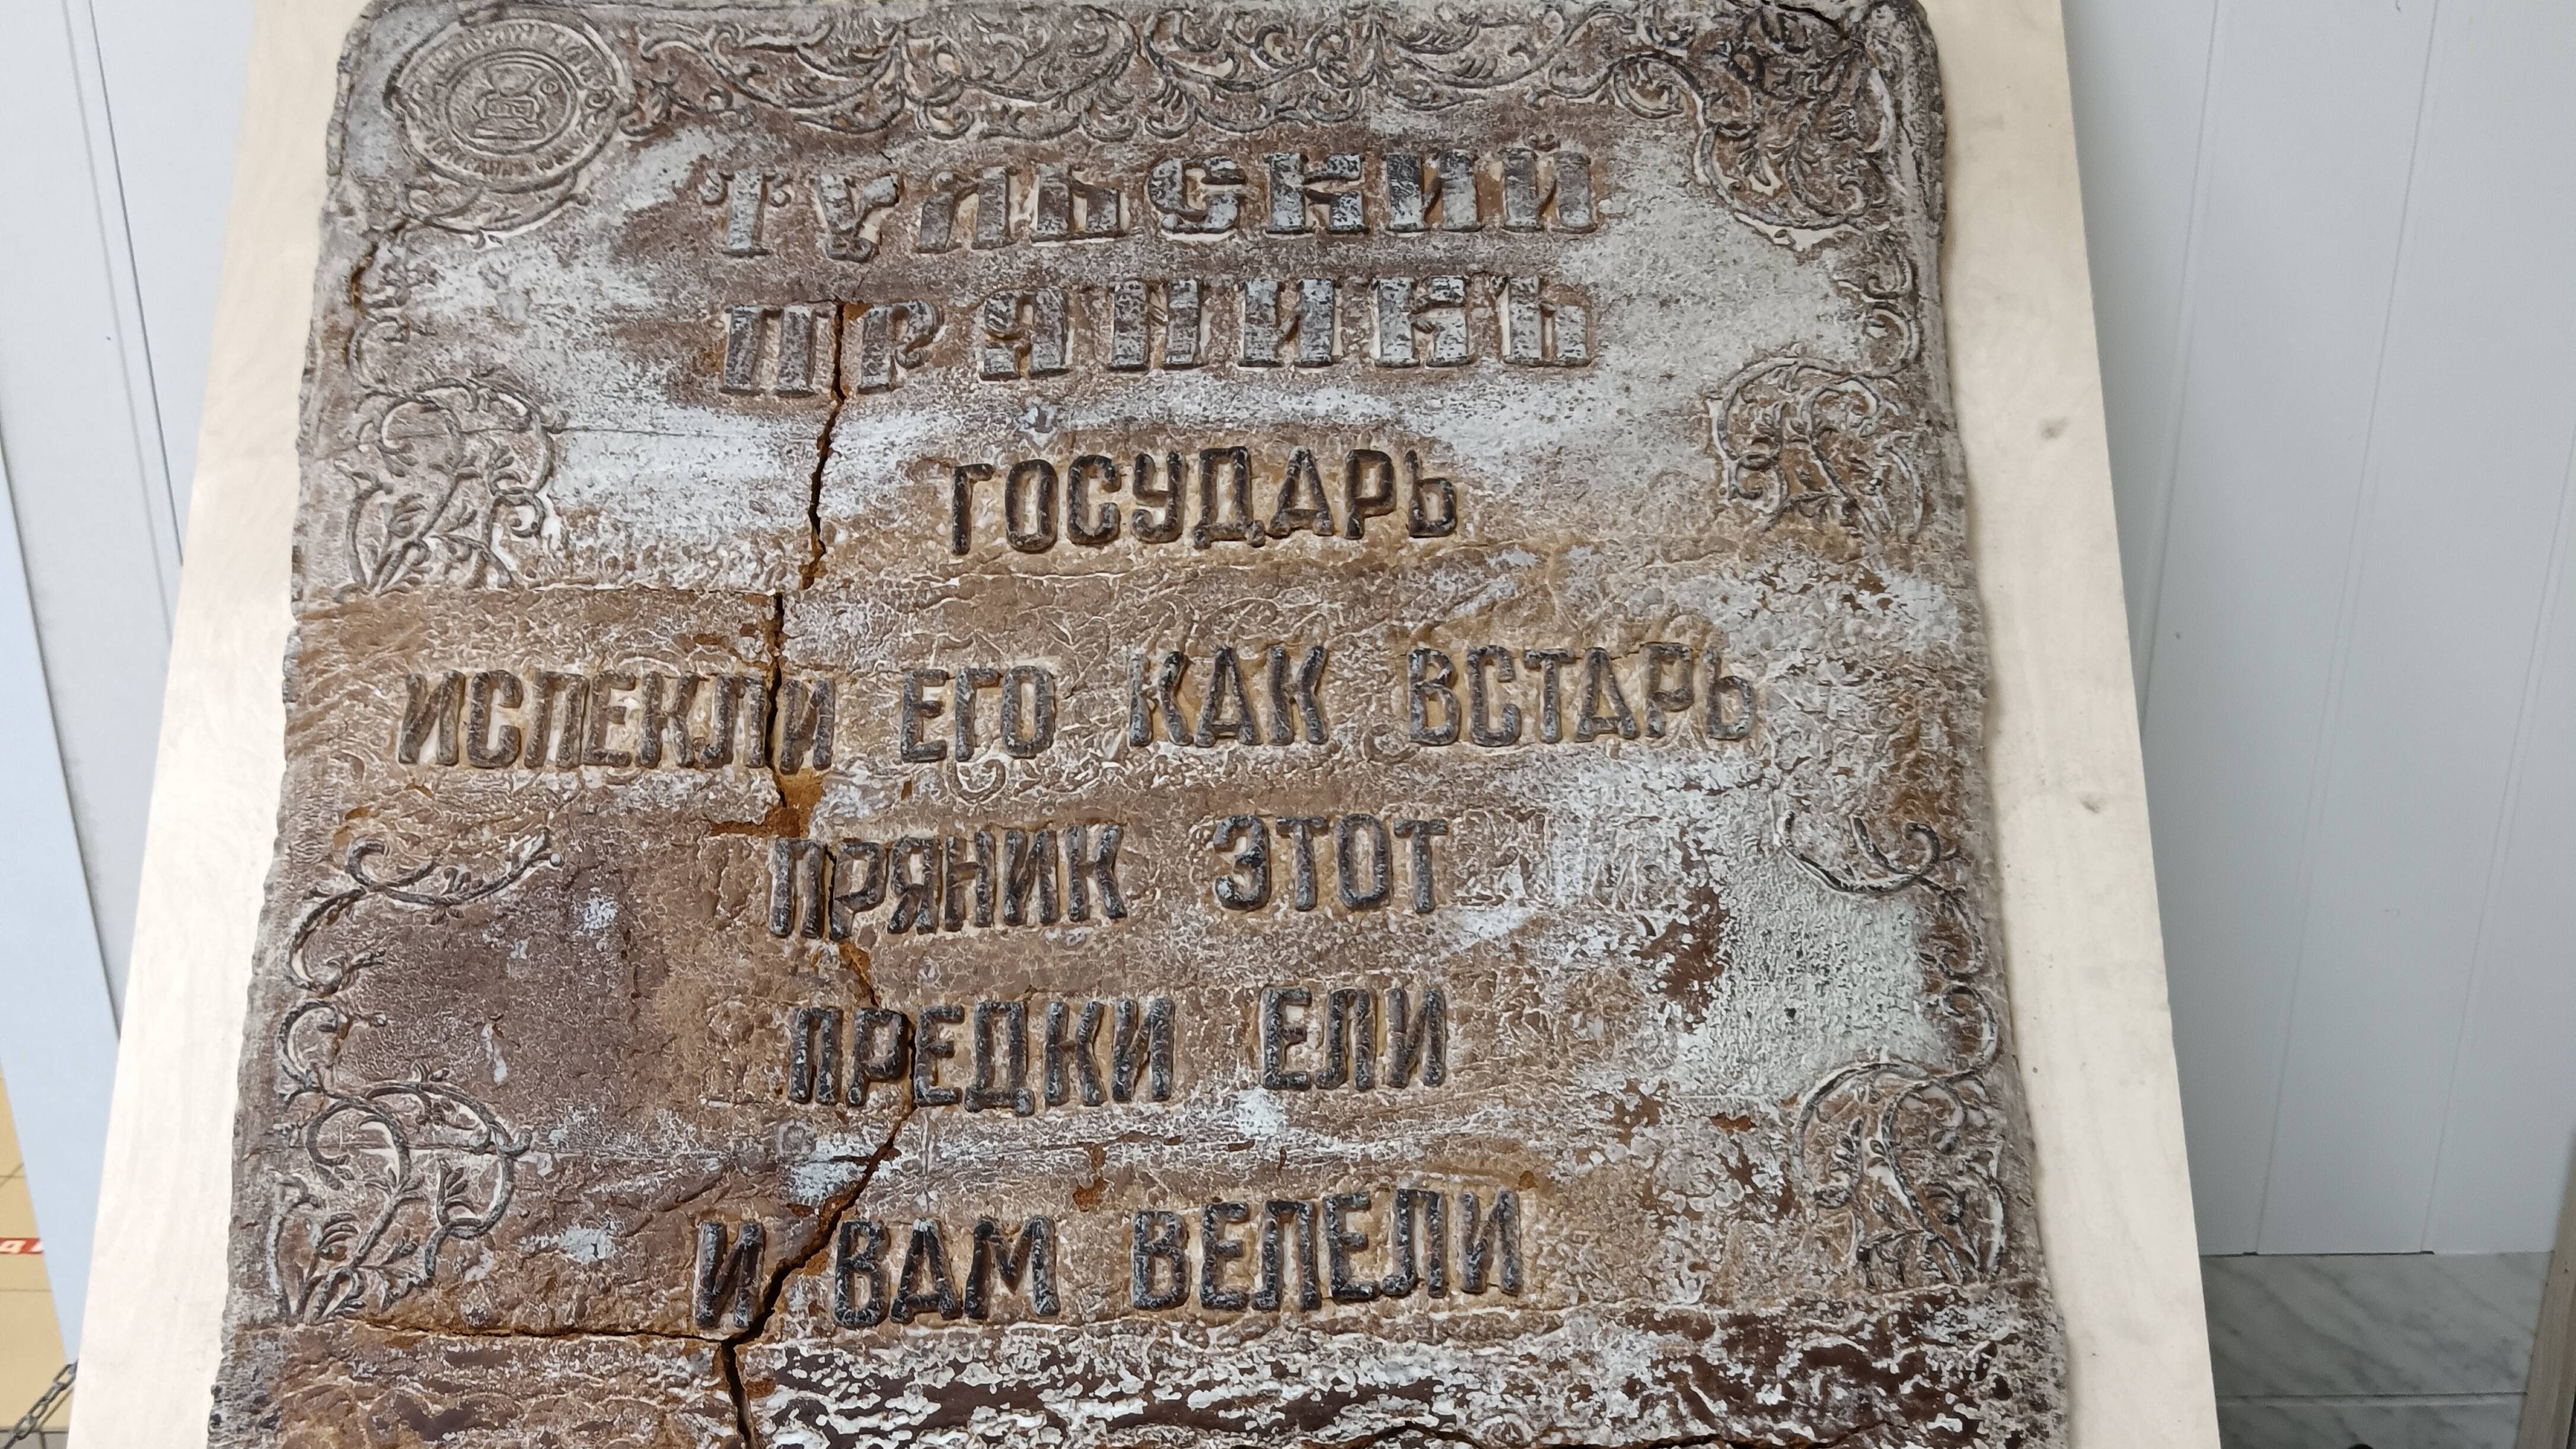 ТУЛЬСКИЙ
ПРЯНИКЪ
ГОСУДАРЬ
ИСПЕКЛИ ЕГО КАК ВСТАРЬ
ПРЯНИК ЭТОТ
ПРЕДКИ ЕЛИ
И ВАМ ВЕЛЕЛИ